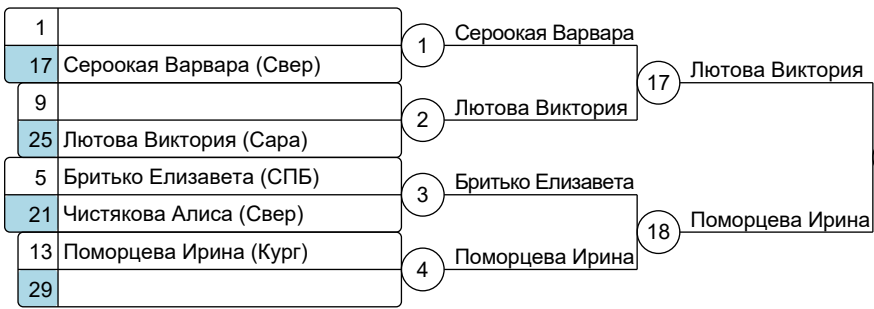 1
17 Сероокая Варвара (Свер)
9
25 Лютова Виктория (Сара)
5 Бритько Елизавета (СПБ)
21 Чистякова Алиса (Свер)
13 Поморцева Ирина (Кург)
29
1 Сероокая Варвара
2 Лютова Виктория
3 Бритько Елизавета
4 Поморцева Ирина
17 Лютова Виктория
18 Поморцева Ирина